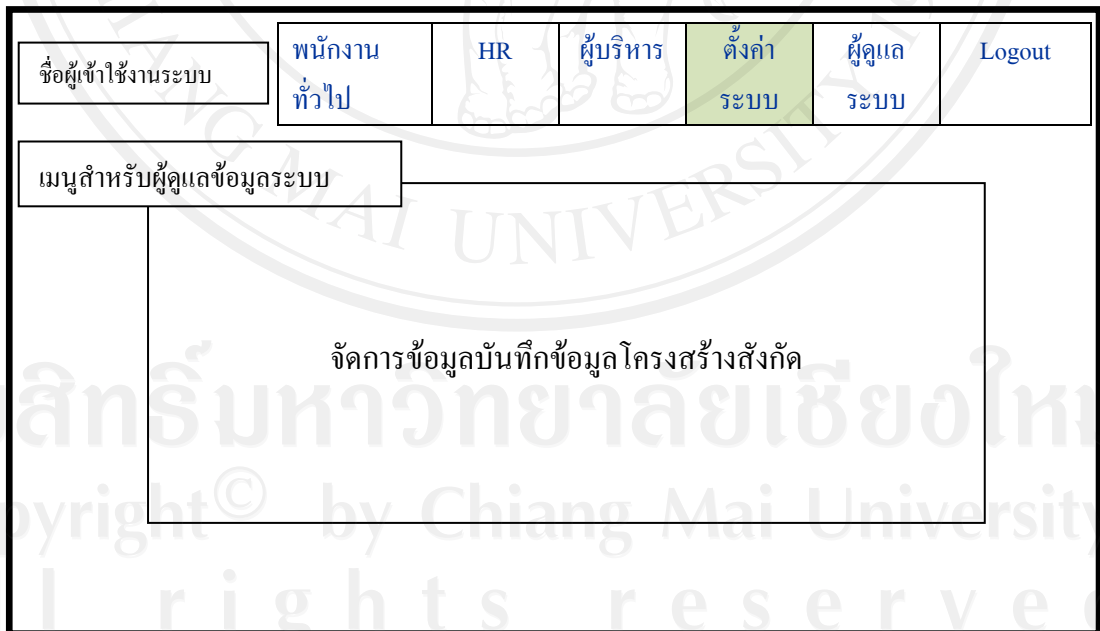 ชื่อผู้เข้าใช้งานระบบ
พนักงาน
ทั่วไป
HR
ผู้บริหาร
ตั้งค่า
ระบบ
ผู้ดูแล
ระบบ
Logout
เมนูสำหรับผู้ดูแลข้อมูลระบบ
จัดการข้อมูลบันทึกข้อมูลโครงสร้างสังกัด
ANG MAI UNIVERSITY
สิทธิ์มหาวิทยาลัยเชียงให
pyright© by Chiang Mai University
l rights reserve